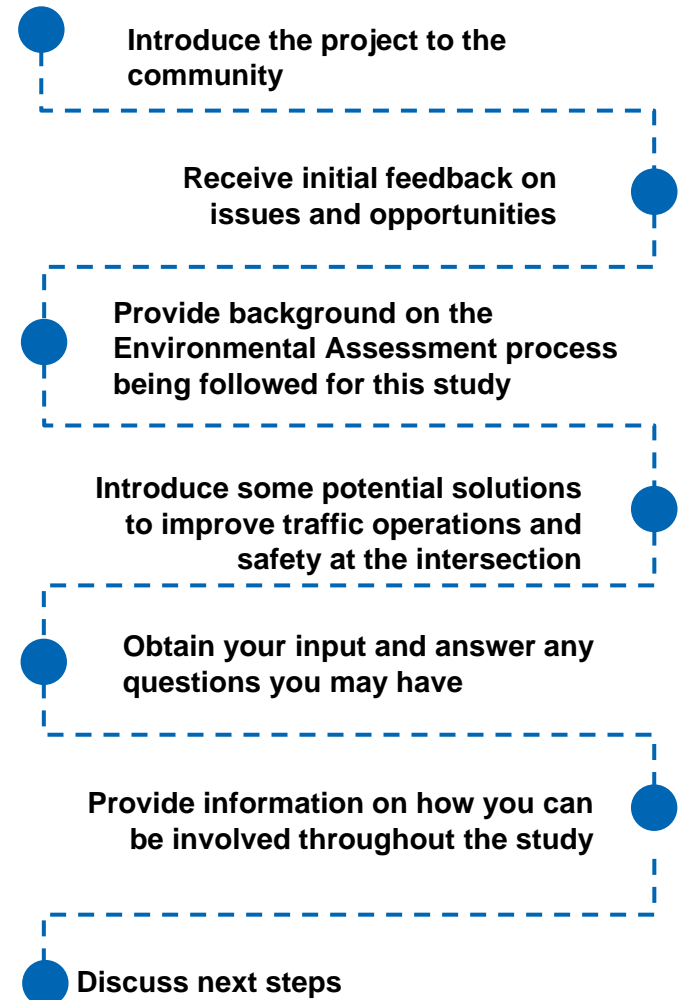 Introduce the project to the
community
Receive initial feedback on
issues and opportunities
Provide background on the
Environmental Assessment process
being followed for this study
Introduce some potential solutions
to improve traffic operations and
safety at the intersection
Obtain your input and answer any
questions you may have
Provide information on how you can
be involved throughout the study
Discuss next steps